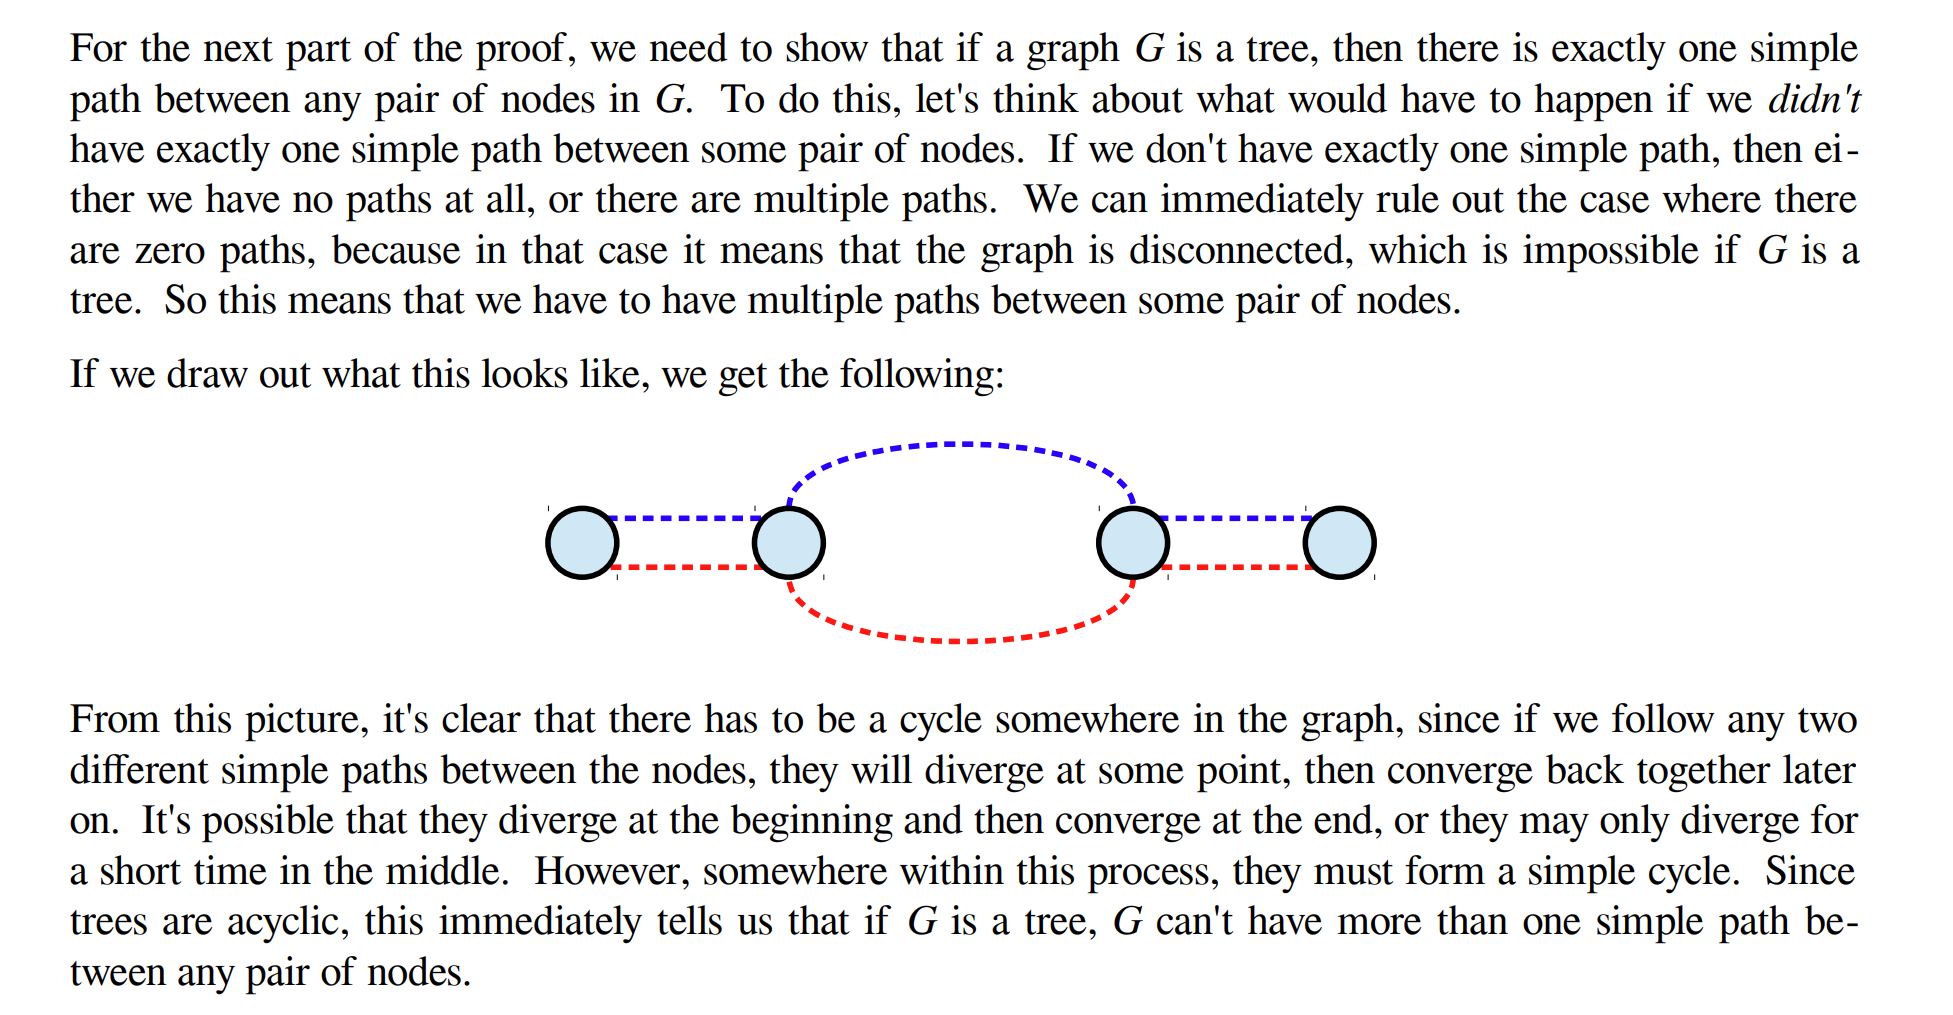 For the next part of the proof, we need to show that if a graph G is a tree, then there is exactly one simple
path between any pair of nodes in G. To do this, let's think about what would have to happen if we didn't
have exactly one simple path between some pair of nodes. If we don't have exactly one simple path, then ei-
ther we have no paths at all, or there are multiple paths. We can immediately rule out the case where there
are zero paths, because in that case it means that the graph is disconnected, which is impossible if G is a
tree. So this means that we have to have multiple paths between some pair of nodes.
If we draw out what this looks like, we get the following:
From this picture, it's clear that there has to be a cycle somewhere in the graph, since if we follow any two
different simple paths between the nodes, they will diverge at some point, then converge back together later
on. It's possible that they diverge at the beginning and then converge at the end, or they may only diverge for
a short time in the middle. However, somewhere within this process, they must form a simple cycle. Since
trees are acyclic, this immediately tells us that if G is a tree, G can't have more than one simple path be-
tween any pair of nodes.